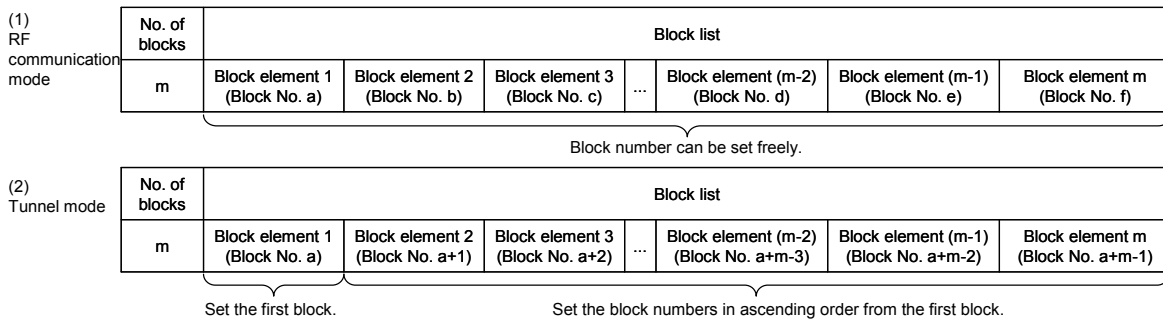 (1)
RF
communication
mode
No. of
blocks
Block list
m
Block element 1
(Block No. a)
Block element 2
(Block No. b)
Block element 3
(Block No. c)
...
Block element (m-2)
(Block No. d)
Block element (m-1)
(Block No. e)
Block element m
(Block No. f)
Block number can be set freely.
(2)
Tunnel mode
No. of
blocks
Block list
m
Block element 1
(Block No. a)
Block element 2
(Block No. a+1)
Block element 3
(Block No. a+2)
...
Block element (m-2)
(Block No. a+m-3)
Block element (m-1)
(Block No. a+m-2)
Block element m
(Block No. a+m-1)
Set the first block.
Set the block numbers in ascending order from the first block.